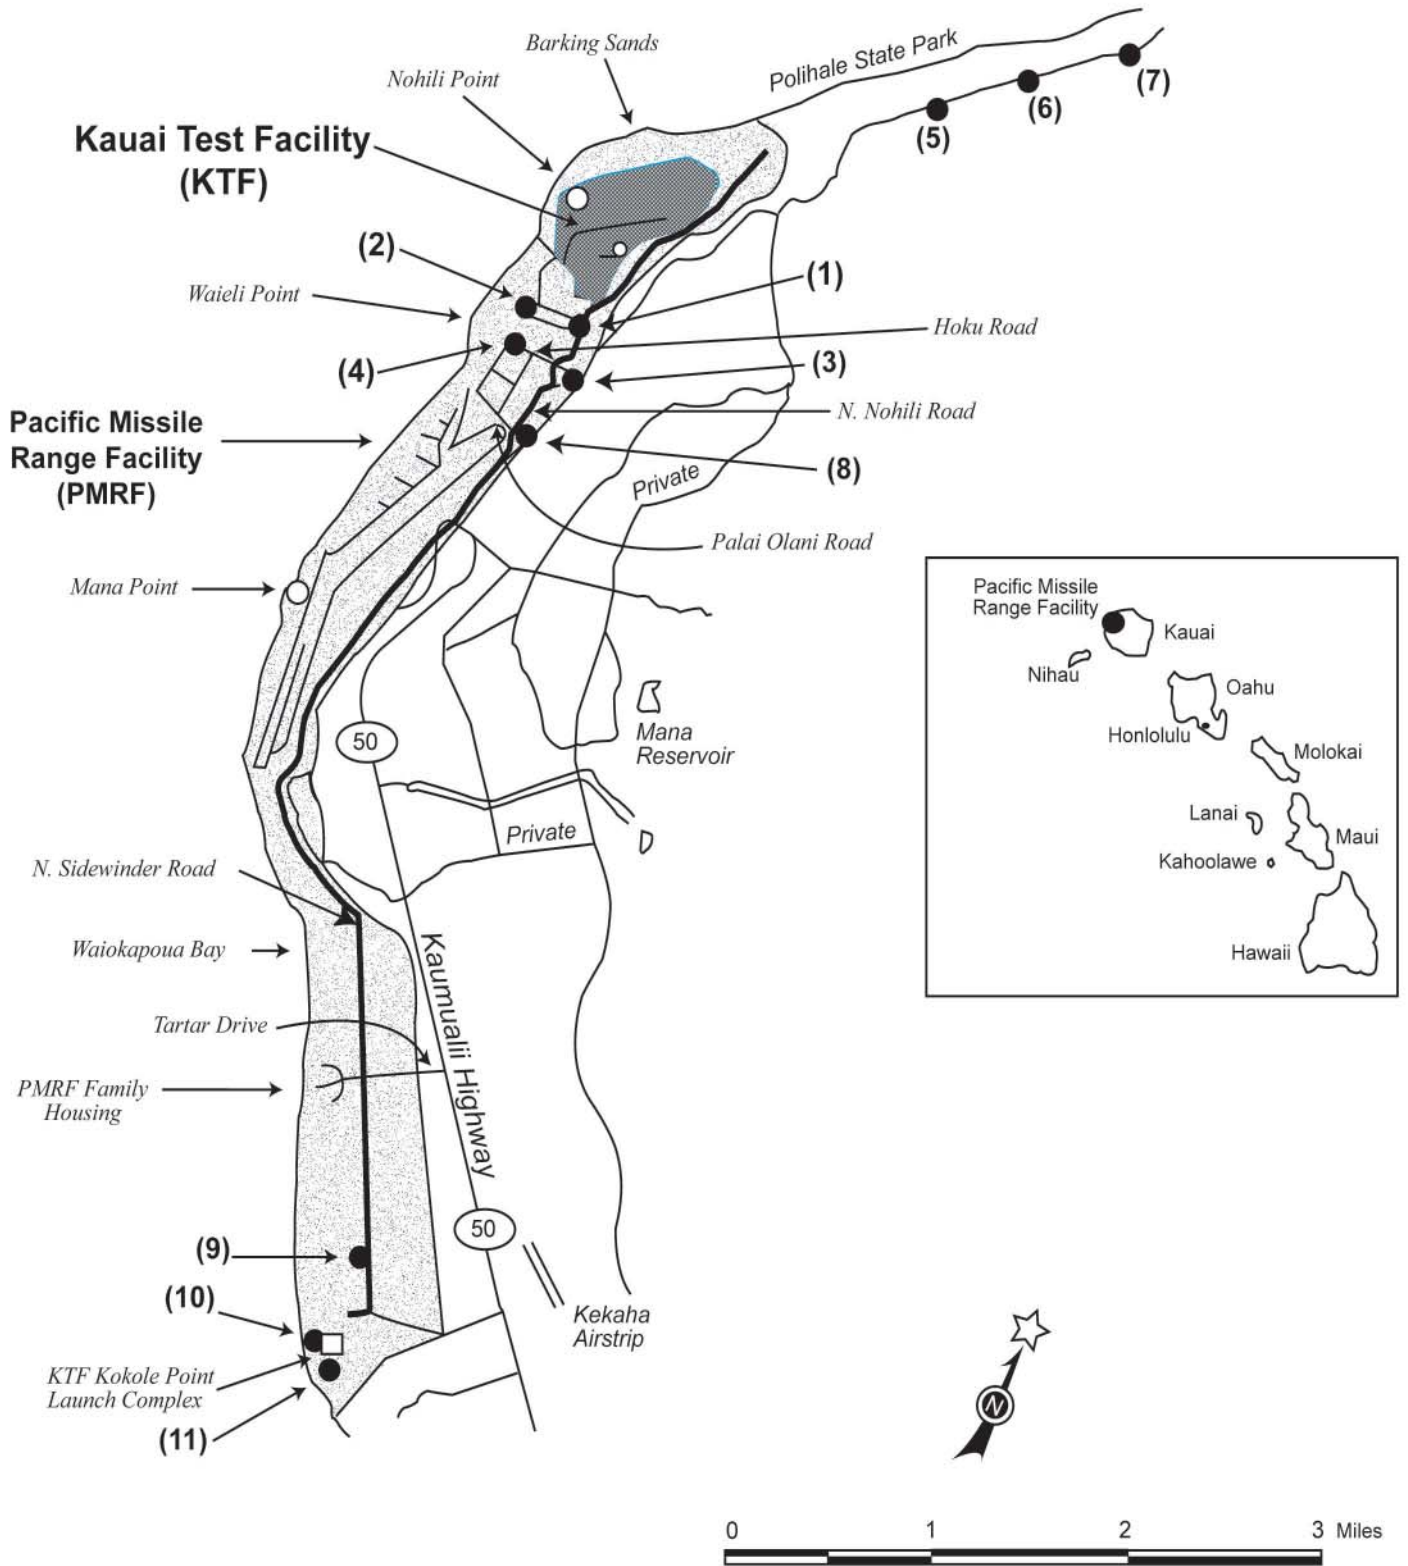 Barking Sands
Polihale State Park
Nohili Point
(7)
(6)
(5)
Kauai Test Facility
(KTF)
(2)
(1)
Waieli Point
Hoku Road
(4)
(3)
N. Nohili Road
Pacific Missile
Range Facility
(PMRF)
(8)
Private
Palai Olani Road
Mana Point
Pacific Missile
Range Facility
Kauai
Nihau
Oahu
Honlolulu
Molokai
Lanai
Maui
Kahoolawe
Hawaii
50
Mana
Reservoir
Private
N. Sidewinder Road
Waiokapoua Bay
Kaumualii Highway
Tartar Drive
PMRF Family
Housing
50
(9)
(10)
Kekaha
Airstrip
KTF Kokole Point
Launch Complex
(11)
N
0 1 2 3 Miles